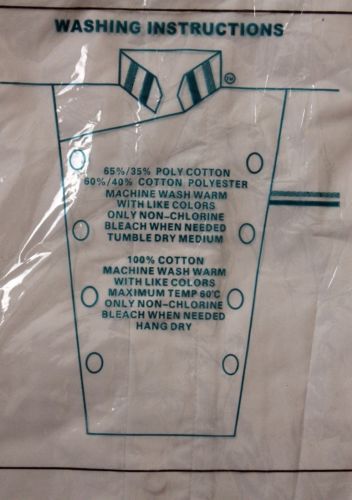 WASHING INSTRUCTIONS
TM
65%/35% POLY COTTON
60%/40% COTTON POLYESTER
MACHINE WASH WARM
WITH LIKE COLORS
ONLY NON-CHLORINE
BLEACH WHEN NEEDED
TUMBLE DRY MEDIUM
100% COTTON
MACHINE WASH WARM
WITH LIKE COLORS
MAXIMUM TEMP 60°C
ONLY NON-CHLORINE
BLEACH WHEN NEEDED
HANG DRY